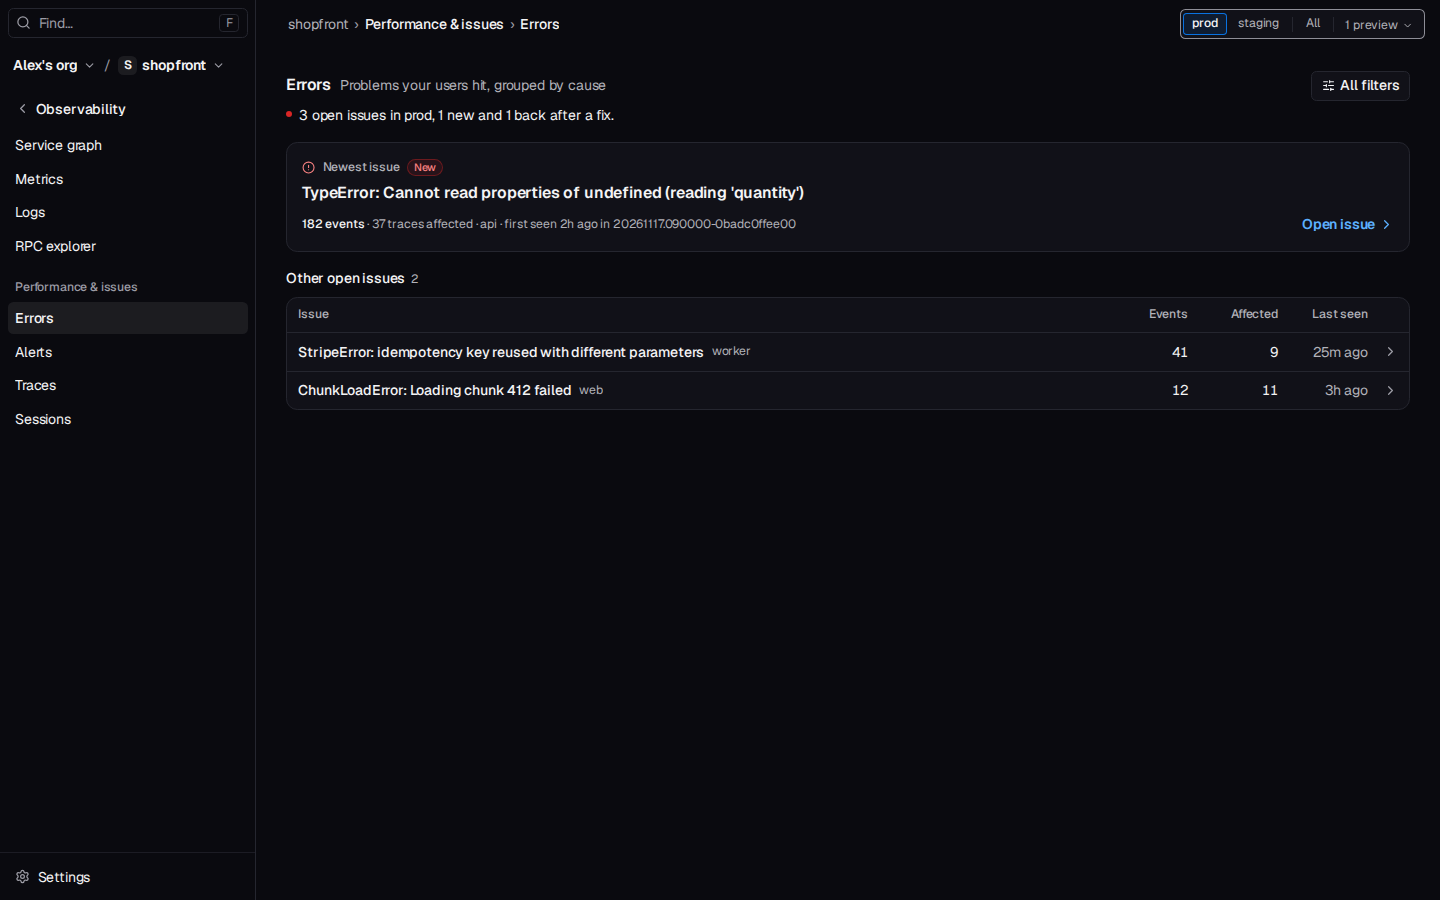 Find... F
Alex's org / S shopfront
Observability
Service graph
Metrics
Logs
RPC explorer
Performance & issues
Errors
Alerts
Traces
Sessions
Settings
shopfront › Performance & issues › Errors
prod staging All 1 preview
Errors Problems your users hit, grouped by cause
All filters
3 open issues in prod, 1 new and 1 back after a fix.
Newest issue New
TypeError: Cannot read properties of undefined (reading 'quantity')
182 events · 37 traces affected · api · first seen 2h ago in 20261117.090000-0badc0ffee00
Open issue
Other open issues 2
Issue Events Affected Last seen
StripeError: idempotency key reused with different parameters worker 41 9 25m ago
ChunkLoadError: Loading chunk 412 failed web 12 11 3h ago